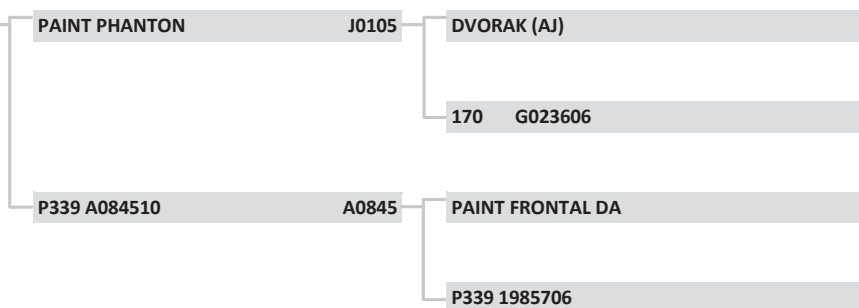 PAINT PHANTON J0105 DVORAK (AJ)
170 G023606
P339 A084510 A0845 PAINT FRONTAL DA
P339 1985706